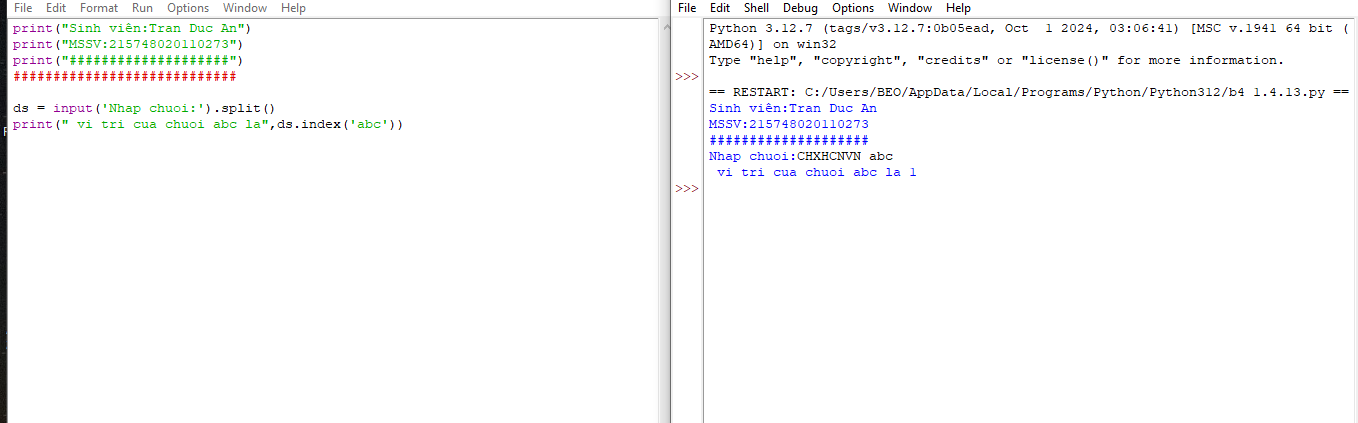 File Edit Format Run Options Window Help
print("Sinh viên:Tran Duc An")
print("MSSV:215748020110273")
print("####################")
############################
ds = input('Nhap chuoi:').split()
print(" vi tri cua chuoi abc la",ds.index('abc'))
File Edit Shell Debug Options Window Help
Python 3.12.7 (tags/v3.12.7:0b05ead, Oct  1 2024, 03:06:41) [MSC v.1941 64 bit (
AMD64)] on win32
Type "help", "copyright", "credits" or "license()" for more information.
>>>
== RESTART: C:/Users/BEO/AppData/Local/Programs/Python/Python312/b4 1.4.13.py ==
Sinh viên:Tran Duc An
MSSV:215748020110273
####################
Nhap chuoi:CHXHCNVN abc
 vi tri cua chuoi abc la 1
>>>